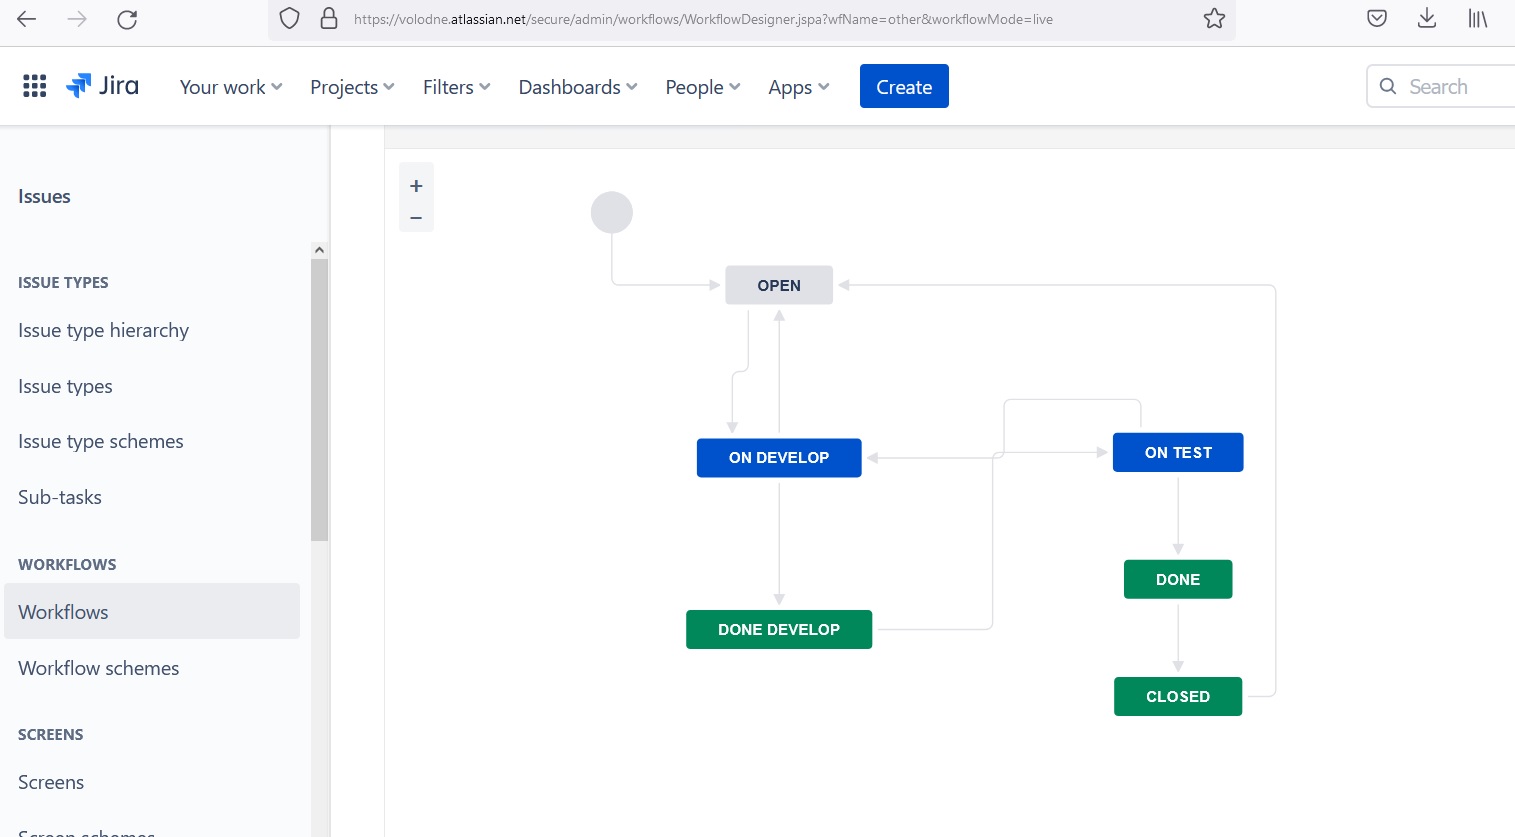 https://volodne.atlassian.net/secure/admin/workflows/WorkflowDesigner.jspa?wfName=other&workflowMode=live
Jira Your work Projects Filters Dashboards People Apps Create Search
Issues
ISSUE TYPES
Issue type hierarchy
Issue types
Issue type schemes
Sub-tasks
WORKFLOWS
Workflows
Workflow schemes
SCREENS
Screens
Screen schemes
+
−
OPEN
ON DEVELOP
ON TEST
DONE
DONE DEVELOP
CLOSED